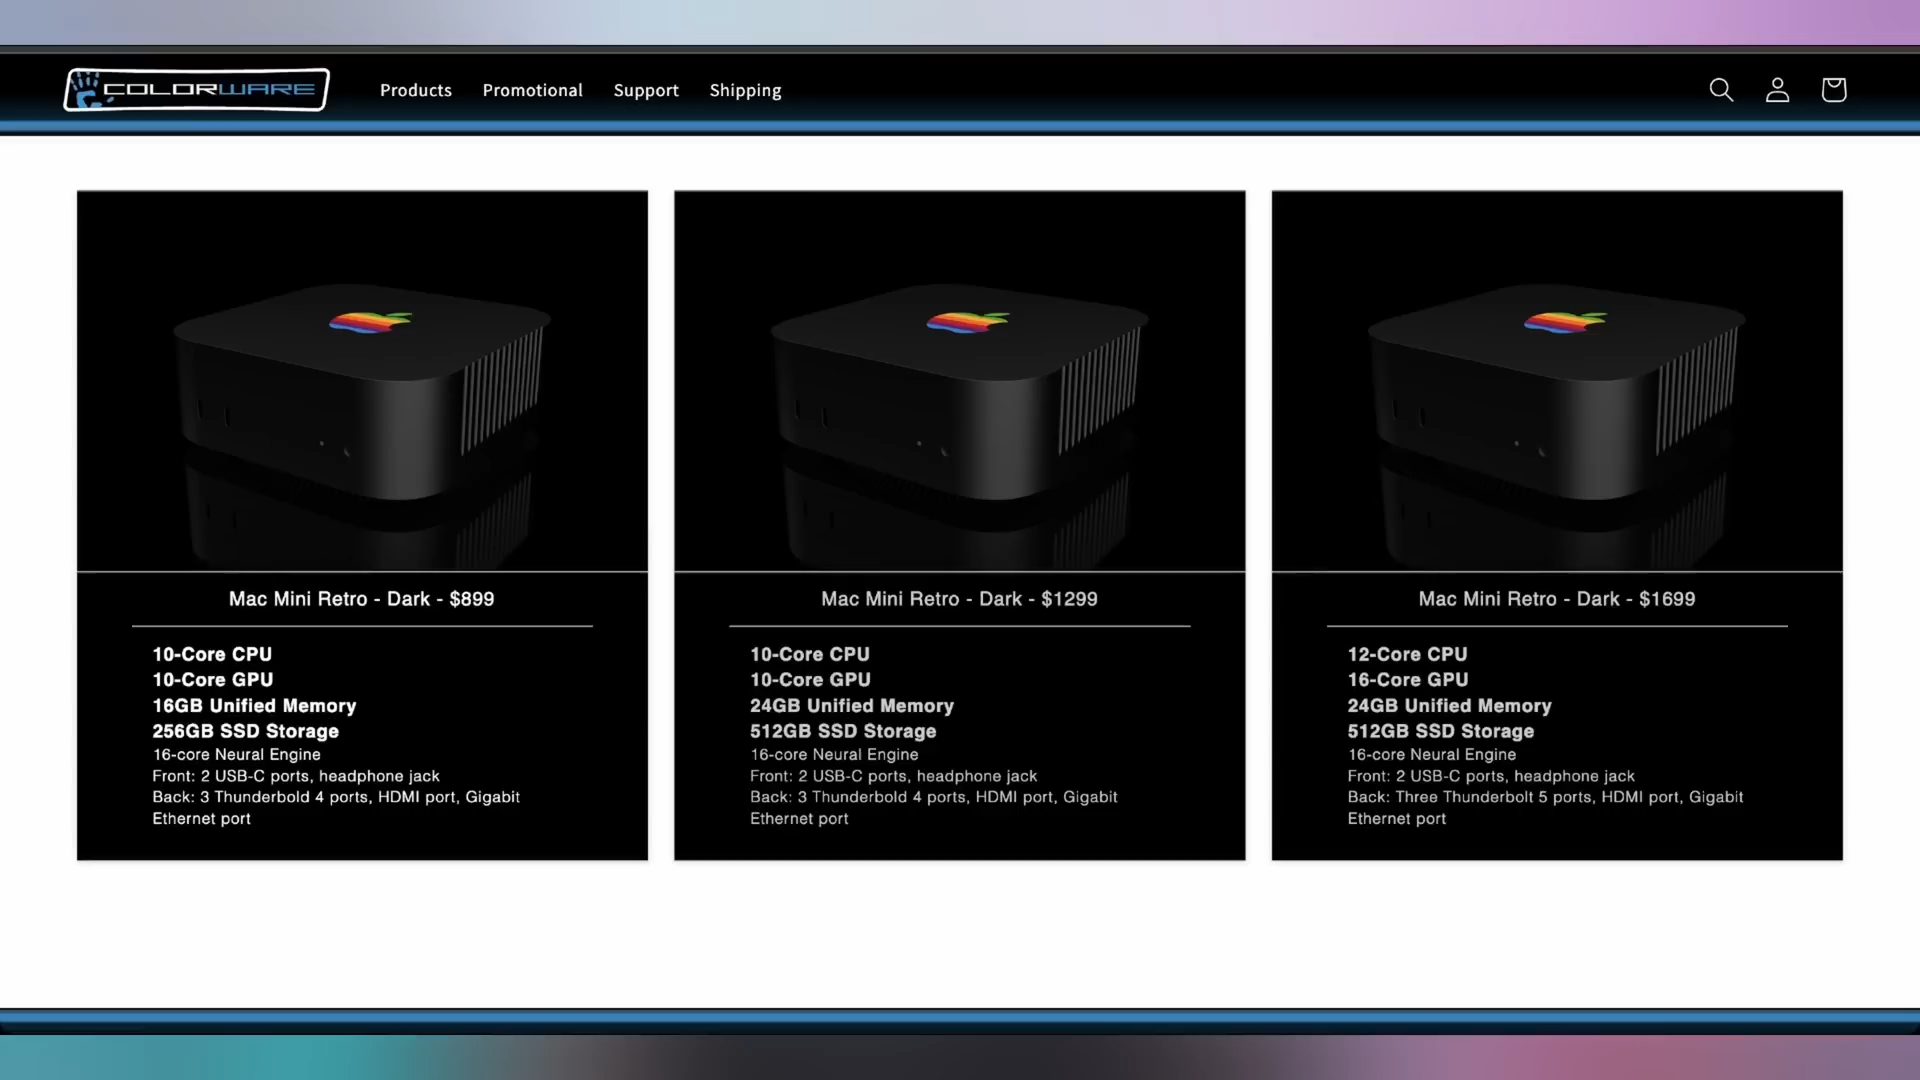 COLORWARE
Products
Promotional
Support
Shipping
Mac Mini Retro - Dark - $899
10-Core CPU
10-Core GPU
16GB Unified Memory
256GB SSD Storage
16-core Neural Engine
Front: 2 USB-C ports, headphone jack
Back: 3 Thunderbold 4 ports, HDMI port, Gigabit
Ethernet port
Mac Mini Retro - Dark - $1299
10-Core CPU
10-Core GPU
24GB Unified Memory
512GB SSD Storage
16-core Neural Engine
Front: 2 USB-C ports, headphone jack
Back: 3 Thunderbold 4 ports, HDMI port, Gigabit
Ethernet port
Mac Mini Retro - Dark - $1699
12-Core CPU
16-Core GPU
24GB Unified Memory
512GB SSD Storage
16-core Neural Engine
Front: 2 USB-C ports, headphone jack
Back: Three Thunderbolt 5 ports, HDMI port, Gigabit
Ethernet port